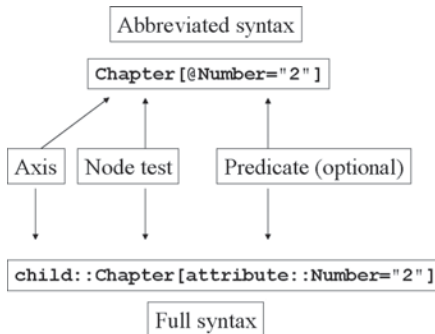 Abbreviated syntax
Chapter[@Number="2"]
Axis
Node test
Predicate (optional)
child::Chapter[attribute::Number="2"]
Full syntax